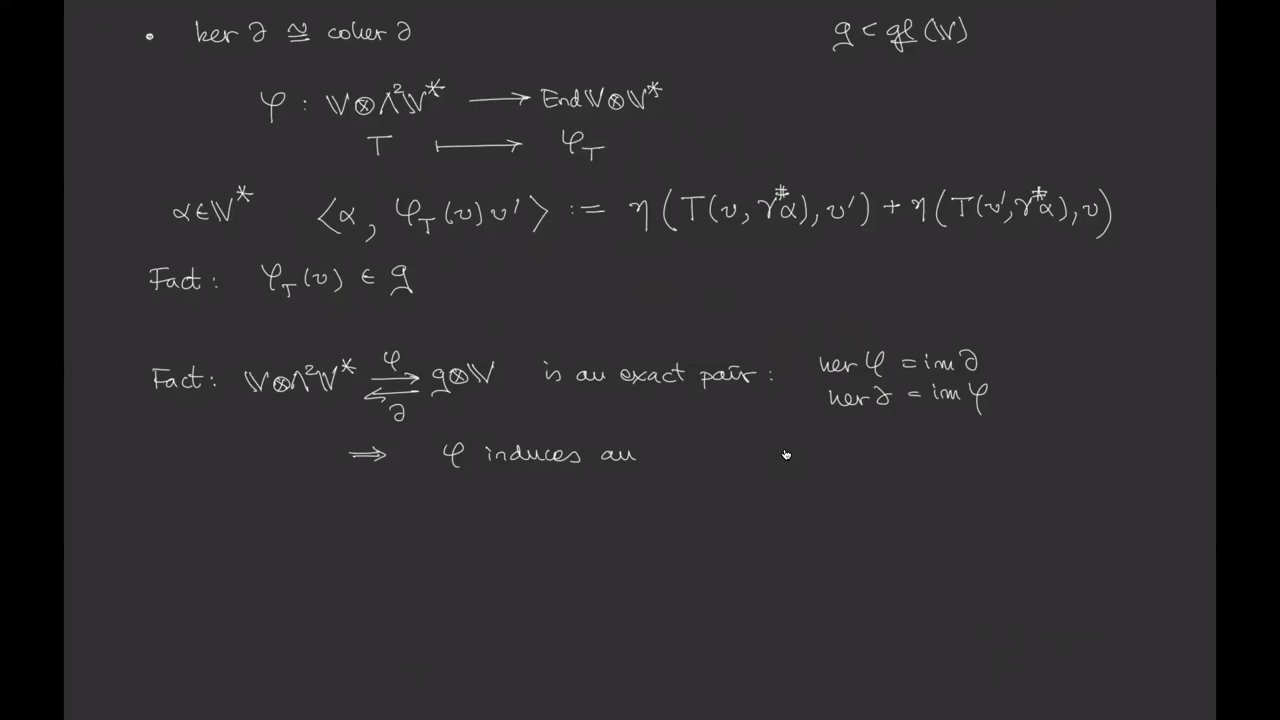 • ker ∂ ≅ coker ∂ g < gl(V)
φ : V⊗Λ²V* ⟶ End V⊗V*
T ⟼ φ_T
α∈V* ⟨α, φ_T(v)v'⟩ := η(T(v, γ^#α), v') + η(T(v', γ^#α), v)
Fact: φ_T(v) ∈ g
Fact: V⊗Λ²V* ⇄ g⊗V is an exact pair: ker φ = im ∂
φ ∂ ker ∂ = im φ
⟹ φ induces an